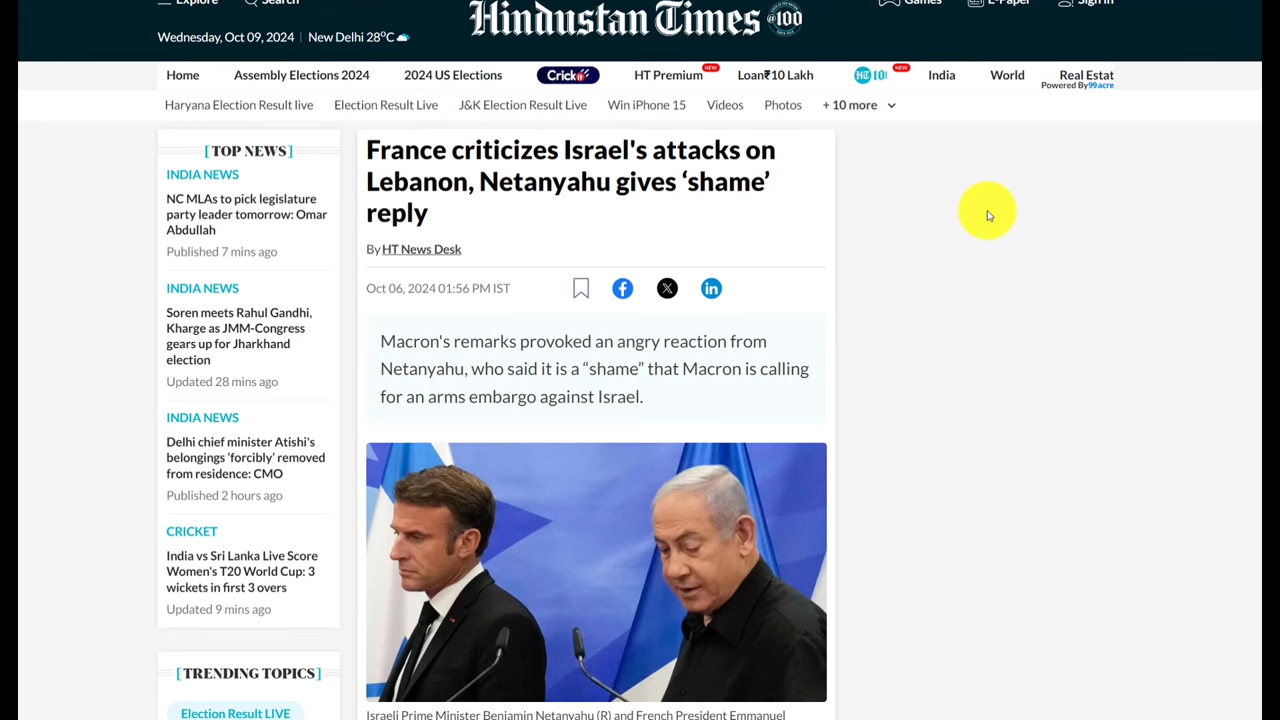 Explore
Search
Hindustan Times
@100
Games
E-Paper
Sign in
Wednesday, Oct 09, 2024
New Delhi 28°C
Home
Assembly Elections 2024
2024 US Elections
Crick
HT Premium
NEW
Loan₹10 Lakh
HT 100
NEW
India
World
Real Estat
Powered By 99acre
Haryana Election Result live
Election Result Live
J&K Election Result Live
Win iPhone 15
Videos
Photos
+ 10 more
[TOP NEWS]
INDIA NEWS
NC MLAs to pick legislature
party leader tomorrow: Omar
Abdullah
Published 7 mins ago
INDIA NEWS
Soren meets Rahul Gandhi,
Kharge as JMM-Congress
gears up for Jharkhand
election
Updated 28 mins ago
INDIA NEWS
Delhi chief minister Atishi's
belongings ‘forcibly’ removed
from residence: CMO
Published 2 hours ago
CRICKET
India vs Sri Lanka Live Score
Women's T20 World Cup: 3
wickets in first 3 overs
Updated 9 mins ago
[TRENDING TOPICS]
Election Result LIVE
France criticizes Israel's attacks on
Lebanon, Netanyahu gives ‘shame’
reply
By HT News Desk
Oct 06, 2024 01:56 PM IST
X
in
Macron's remarks provoked an angry reaction from
Netanyahu, who said it is a “shame” that Macron is calling
for an arms embargo against Israel.
Israeli Prime Minister Benjamin Netanyahu (R) and French President Emmanuel